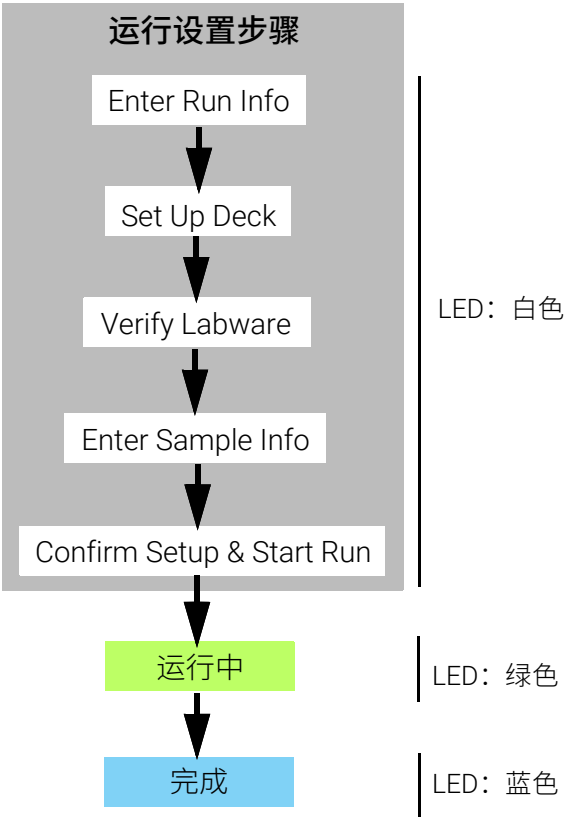 运行设置步骤
Enter Run Info
Set Up Deck
Verify Labware
LED：白色
Enter Sample Info
Confirm Setup & Start Run
运行中
LED：绿色
完成
LED：蓝色